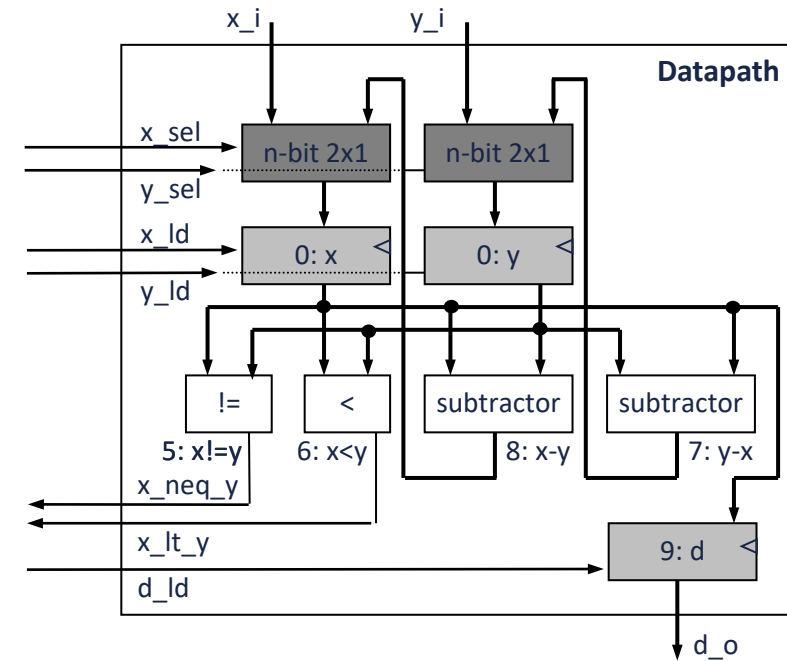 x_i
y_i
Datapath
x_sel
n-bit 2x1
n-bit 2x1
y_sel
x_ld
0: x
0: y
y_ld
!=
<
subtractor
subtractor
5: x!=y
6: x<y
8: x-y
7: y-x
x_neq_y
x_lt_y
9: d
d_ld
d_o